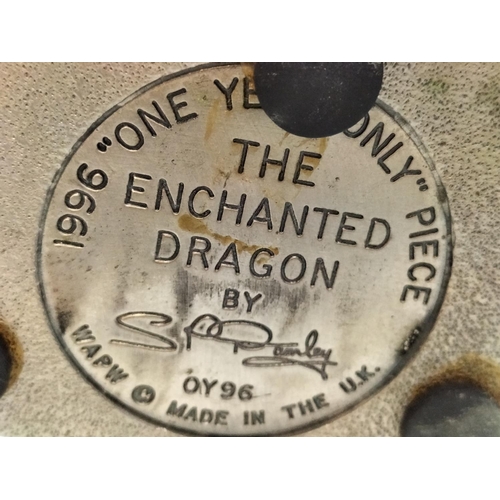 1996 "ONE YE ONLY" PIECE
THE
ENCHANTED
DRAGON
BY
OY96
WAPW © MADE IN THE U.K.